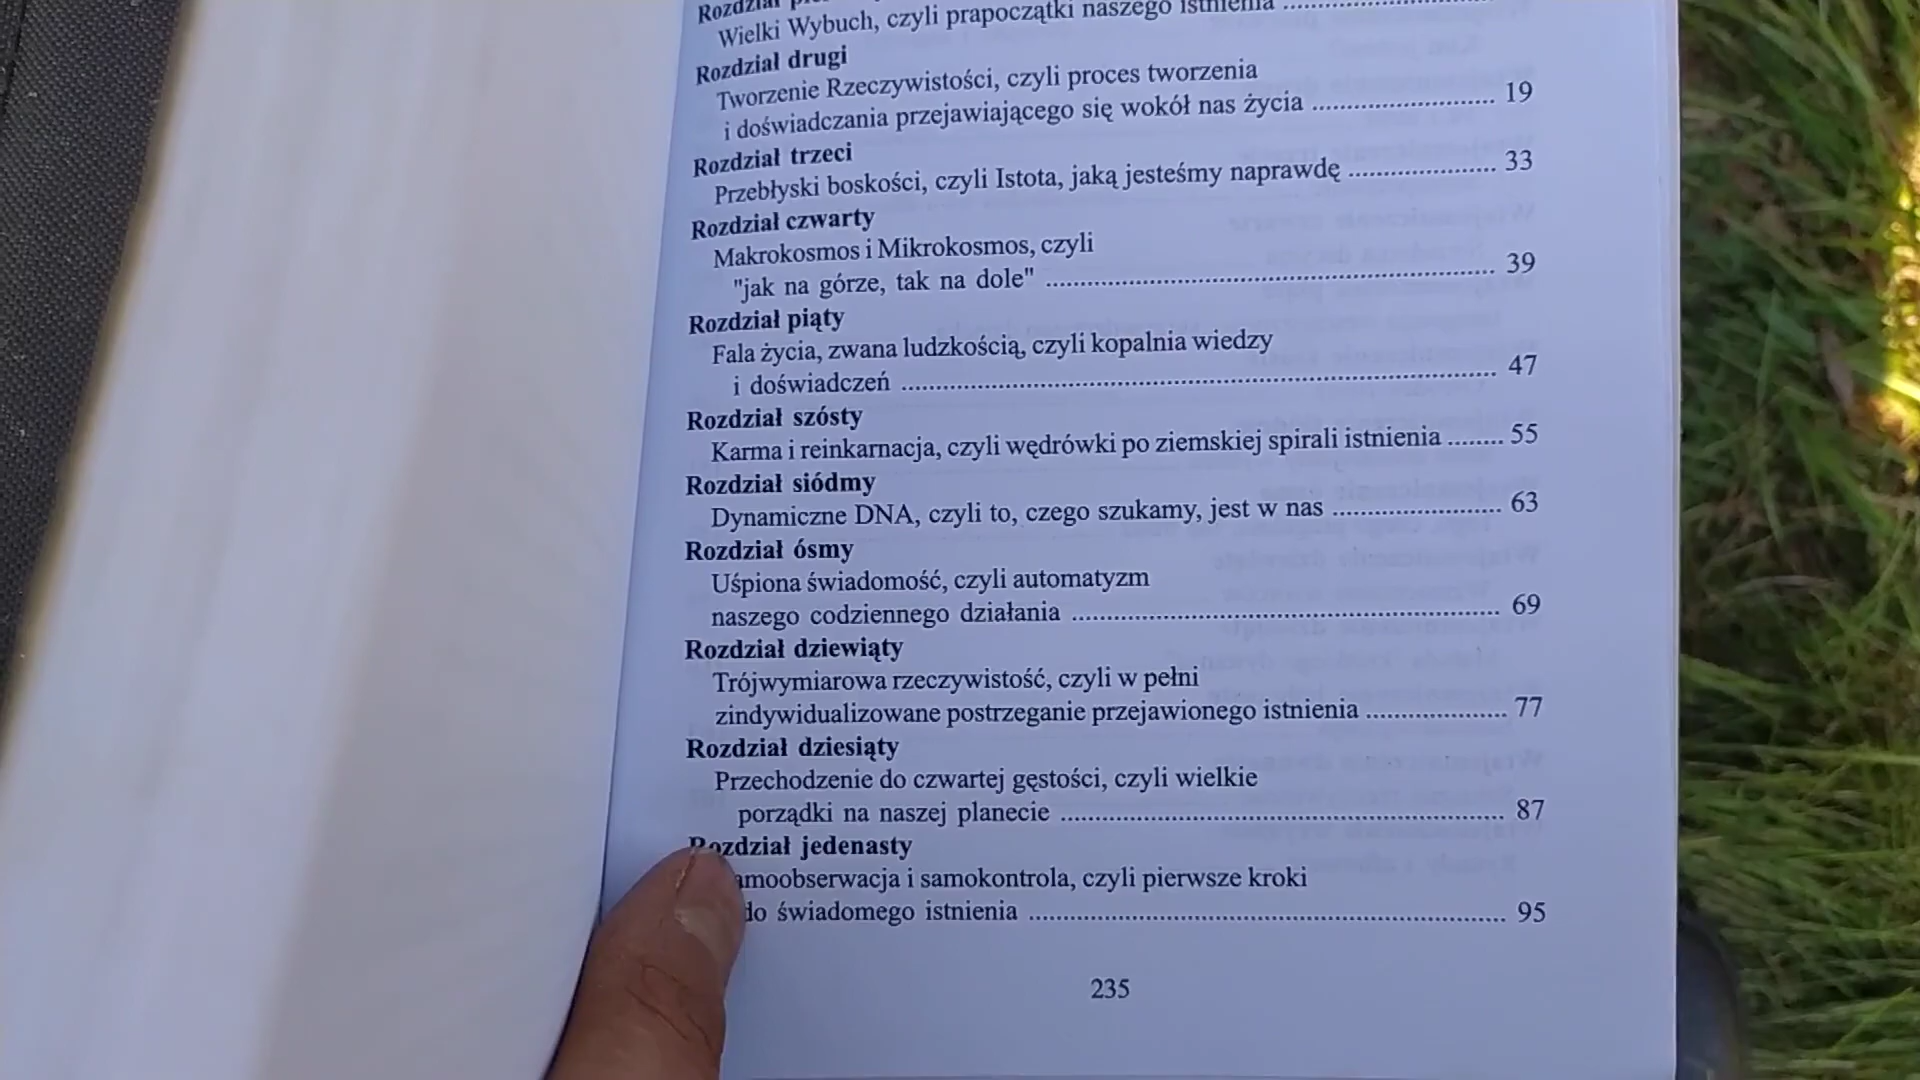 Rozdział
Wielki Wybuch, czyli prapoczątki naszego istnienia ........................
Rozdział drugi
Tworzenie Rzeczywistości, czyli proces tworzenia
i doświadczania przejawiającego się wokół nas życia ........................ 19
Rozdział trzeci
Przebłyski boskości, czyli Istota, jaką jesteśmy naprawdę ................... 33
Rozdział czwarty
Makrokosmos i Mikrokosmos, czyli
"jak na górze, tak na dole" ........................................................ 39
Rozdział piąty
Fala życia, zwana ludzkością, czyli kopalnia wiedzy
i doświadczeń ........................................................................ 47
Rozdział szósty
Karma i reinkarnacja, czyli wędrówki po ziemskiej spirali istnienia ........ 55
Rozdział siódmy
Dynamiczne DNA, czyli to, czego szukamy, jest w nas ...................... 63
Rozdział ósmy
Uśpiona świadomość, czyli automatyzm
naszego codziennego działania .................................................... 69
Rozdział dziewiąty
Trójwymiarowa rzeczywistość, czyli w pełni
zindywidualizowane postrzeganie przejawionego istnienia .................... 77
Rozdział dziesiąty
Przechodzenie do czwartej gęstości, czyli wielkie
porządki na naszej planecie ........................................................ 87
Rozdział jedenasty
amoobserwacja i samokontrola, czyli pierwsze kroki
do świadomego istnienia ............................................................ 95
235